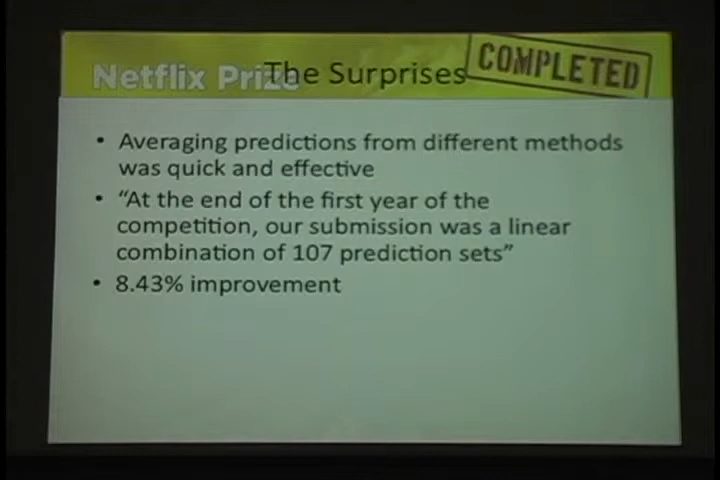 Netflix Prize
The Surprises
COMPLETED
• Averaging predictions from different methods
was quick and effective
• “At the end of the first year of the
competition, our submission was a linear
combination of 107 prediction sets”
• 8.43% improvement